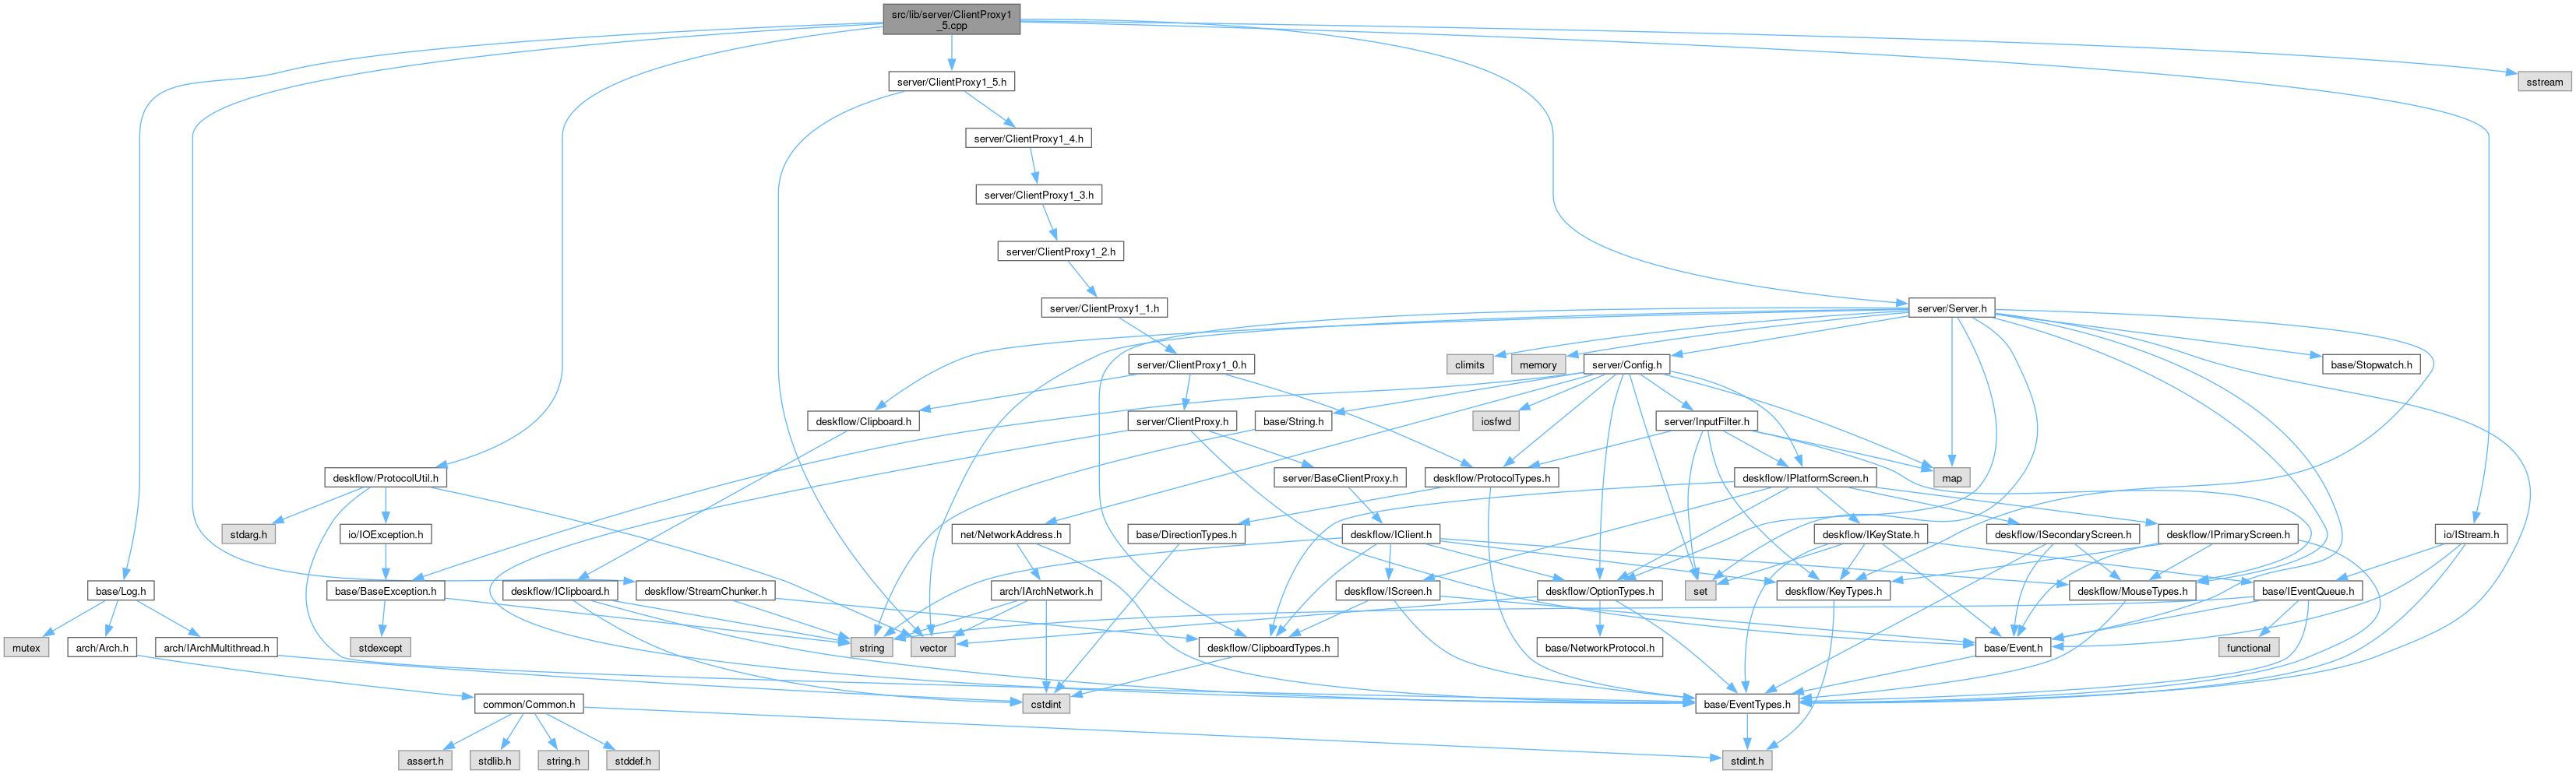 src/lib/server/ClientProxy1
_5.cpp
server/ClientProxy1_5.h
sstream
server/ClientProxy1_4.h
server/ClientProxy1_3.h
server/ClientProxy1_2.h
server/ClientProxy1_1.h
server/Server.h
server/ClientProxy1_0.h
climits
memory
server/Config.h
base/Stopwatch.h
deskflow/Clipboard.h
server/ClientProxy.h
base/String.h
iosfwd
server/InputFilter.h
deskflow/ProtocolUtil.h
server/BaseClientProxy.h
deskflow/ProtocolTypes.h
deskflow/IPlatformScreen.h
map
stdarg.h
io/IOException.h
net/NetworkAddress.h
base/DirectionTypes.h
deskflow/IClient.h
deskflow/IKeyState.h
deskflow/ISecondaryScreen.h
deskflow/IPrimaryScreen.h
io/IStream.h
base/Log.h
base/BaseException.h
deskflow/IClipboard.h
deskflow/StreamChunker.h
arch/IArchNetwork.h
deskflow/IScreen.h
deskflow/OptionTypes.h
set
deskflow/KeyTypes.h
deskflow/MouseTypes.h
base/IEventQueue.h
mutex
arch/Arch.h
arch/IArchMultithread.h
stdexcept
string
vector
deskflow/ClipboardTypes.h
base/NetworkProtocol.h
base/Event.h
functional
common/Common.h
cstdint
base/EventTypes.h
assert.h
stdlib.h
string.h
stddef.h
stdint.h